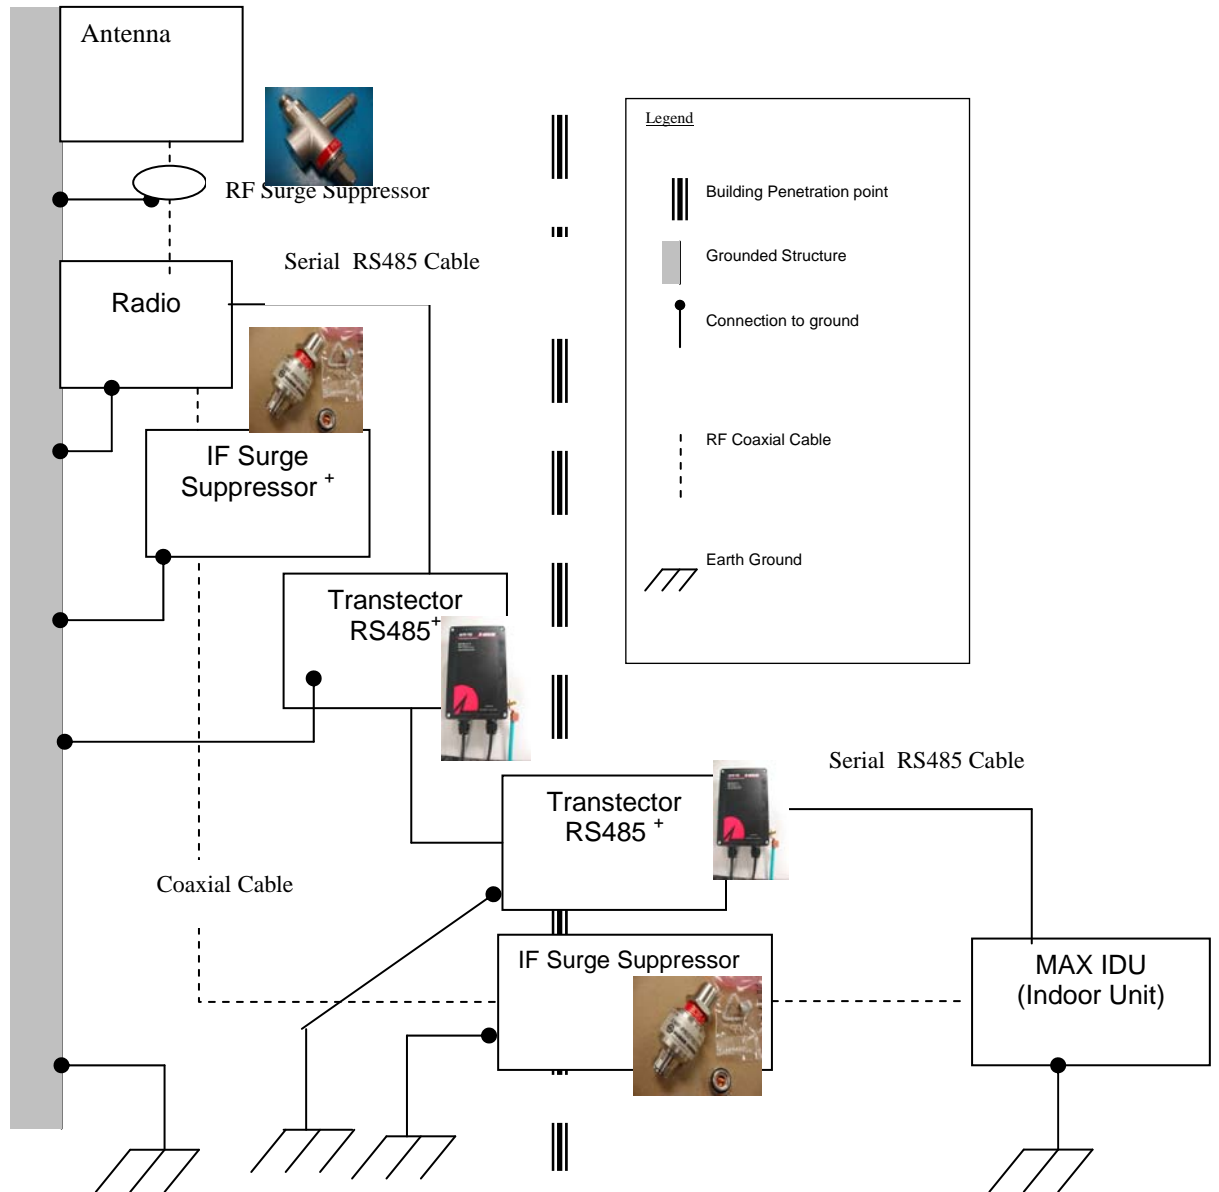 Antenna
RF Surge Suppressor
Serial RS485 Cable
Radio
IF Surge
Suppressor +
Transtector
RS485+
Transtector
RS485 +
Serial RS485 Cable
Coaxial Cable
IF Surge Suppressor
MAX IDU
(Indoor Unit)
Legend
Building Penetration point
Grounded Structure
Connection to ground
RF Coaxial Cable
Earth Ground